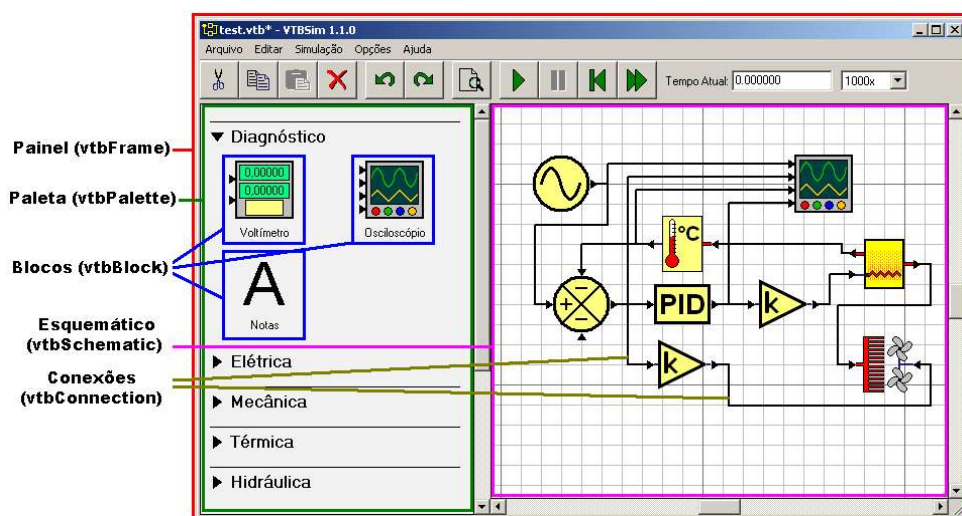 test.vtb* - VTBSim 1.1.0
Arquivo Editar Simulação Opções Ajuda
Tempo Atual: 0.000000 1000x
Painel (vtbFrame)
Paleta (vtbPalette)
Blocos (vtbBlock)
Esquemático
(vtbSchematic)
Conexões
(vtbConnection)
Diagnóstico
0,00000
0,00000
Voltímetro
Osciloscópio
A
Notas
Elétrica
Mecânica
Térmica
Hidráulica
°C
PID
k
k